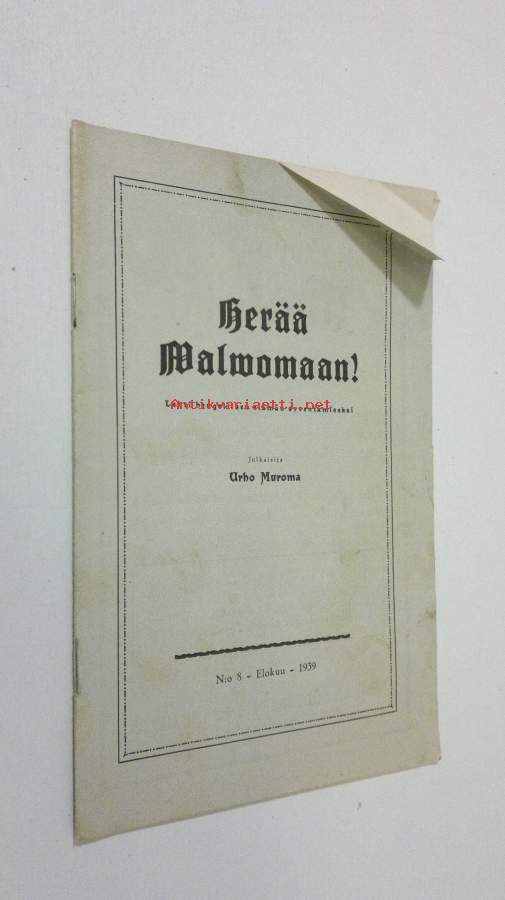 Herää
Walwomaan!
Antikvariaatti.net
Julkaisija
Urho Muroma
N:o 8 - Elokuu - 1939